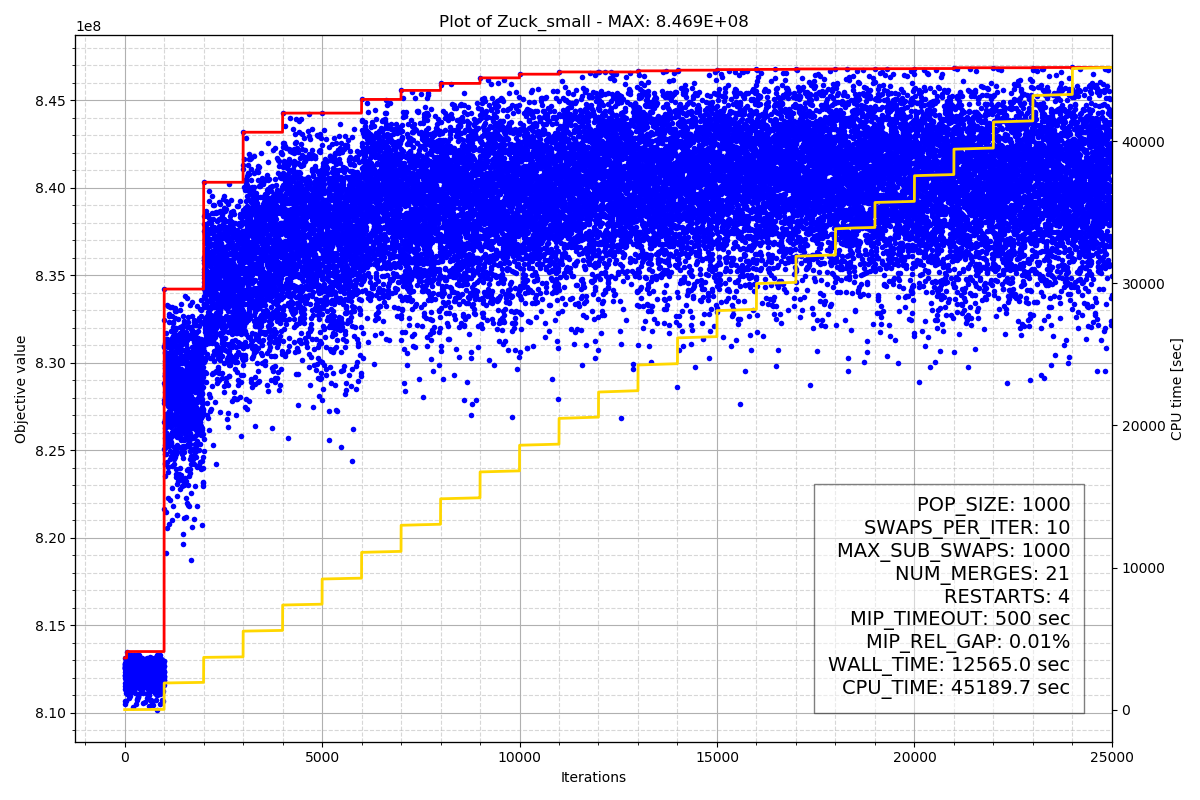 Plot of Zuck_small - MAX: 8.469E+08
1e8
8.45
8.40
8.35
8.30
8.25
8.20
8.15
8.10
Objective value
40000
30000
20000
10000
0
CPU time [sec]
POP_SIZE: 1000
SWAPS_PER_ITER: 10
MAX_SUB_SWAPS: 1000
NUM_MERGES: 21
RESTARTS: 4
MIP_TIMEOUT: 500 sec
MIP_REL_GAP: 0.01%
WALL_TIME: 12565.0 sec
CPU_TIME: 45189.7 sec
0 5000 10000 15000 20000 25000
Iterations